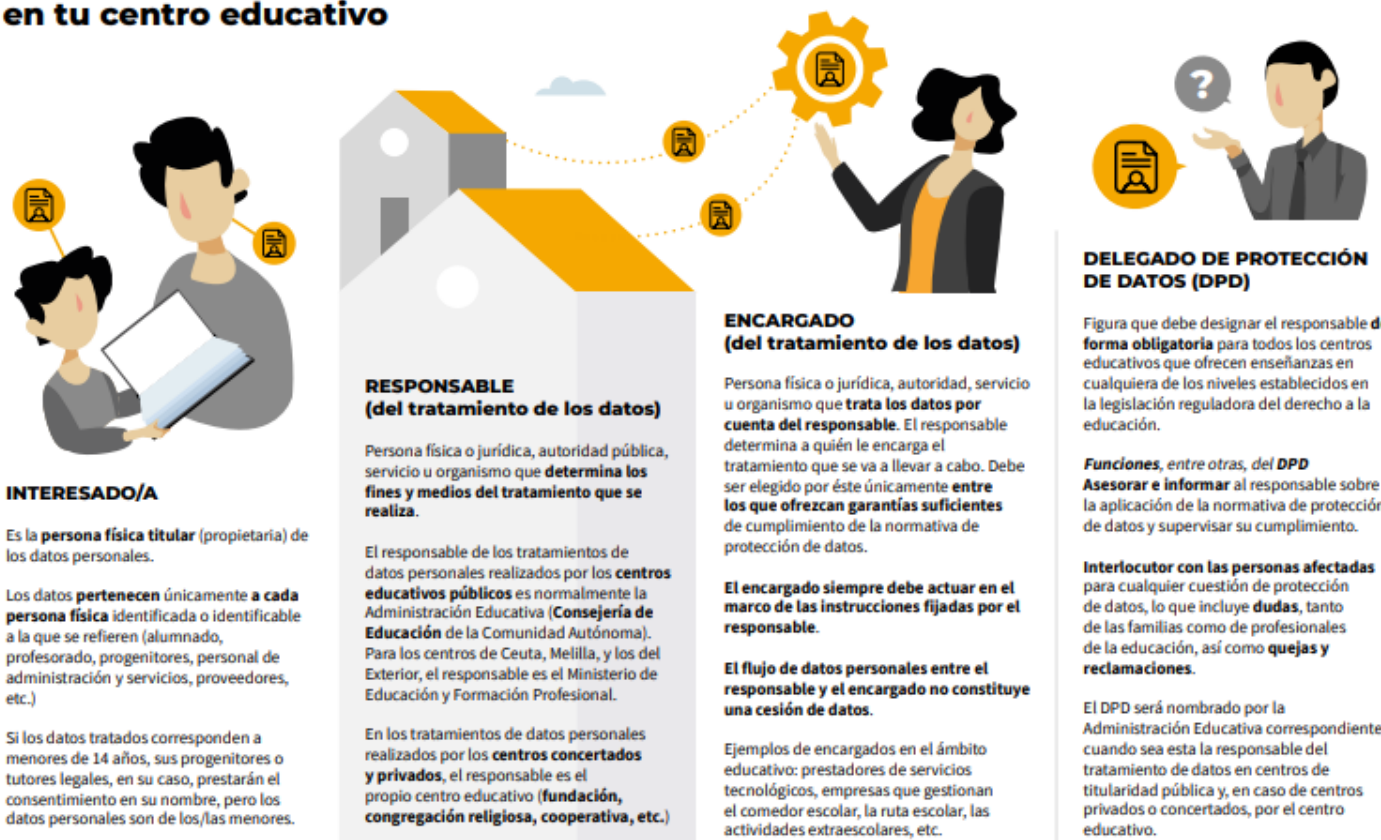 en tu centro educativo
?
INTERESADO/A
Es la persona física titular (propietaria) de
los datos personales.
Los datos pertenecen únicamente a cada
persona física identificada o identificable
a la que se refieren (alumnado,
profesorado, progenitores, personal de
administración y servicios, proveedores,
etc.)
Si los datos tratados corresponden a
menores de 14 años, sus progenitores o
tutores legales, en su caso, prestarán el
consentimiento en su nombre, pero los
datos personales son de los/las menores.
RESPONSABLE
(del tratamiento de los datos)
Persona física o jurídica, autoridad pública,
servicio u organismo que determina los
fines y medios del tratamiento que se
realiza.
El responsable de los tratamientos de
datos personales realizados por los centros
educativos públicos es normalmente la
Administración Educativa (Consejería de
Educación de la Comunidad Autónoma).
Para los centros de Ceuta, Melilla, y los del
Exterior, el responsable es el Ministerio de
Educación y Formación Profesional.
En los tratamientos de datos personales
realizados por los centros concertados
y privados, el responsable es el
propio centro educativo (fundación,
congregación religiosa, cooperativa, etc.)
ENCARGADO
(del tratamiento de los datos)
Persona física o jurídica, autoridad, servicio
u organismo que trata los datos por
cuenta del responsable. El responsable
determina a quién le encarga el
tratamiento que se va a llevar a cabo. Debe
ser elegido por éste únicamente entre
los que ofrezcan garantías suficientes
de cumplimiento de la normativa de
protección de datos.
El encargado siempre debe actuar en el
marco de las instrucciones fijadas por el
responsable.
El flujo de datos personales entre el
responsable y el encargado no constituye
una cesión de datos.
Ejemplos de encargados en el ámbito
educativo: prestadores de servicios
tecnológicos, empresas que gestionan
el comedor escolar, la ruta escolar, las
actividades extraescolares, etc.
DELEGADO DE PROTECCIÓN
DE DATOS (DPD)
Figura que debe designar el responsable
forma obligatoria para todos los centros
educativos que ofrecen enseñanzas en
cualquiera de los niveles establecidos en
la legislación reguladora del derecho a la
educación.
Funciones, entre otras, del DPD
Asesorar e informar al responsable sobre
la aplicación de la normativa de protección
de datos y supervisar su cumplimiento.
Interlocutor con las personas afectadas
para cualquier cuestión de protección
de datos, lo que incluye dudas, tanto
de las familias como de profesionales
de la educación, así como quejas y
reclamaciones.
El DPD será nombrado por la
Administración Educativa correspondiente
cuando sea esta la responsable del
tratamiento de datos en centros de
titularidad pública y, en caso de centros
privados o concertados, por el centro
educativo.